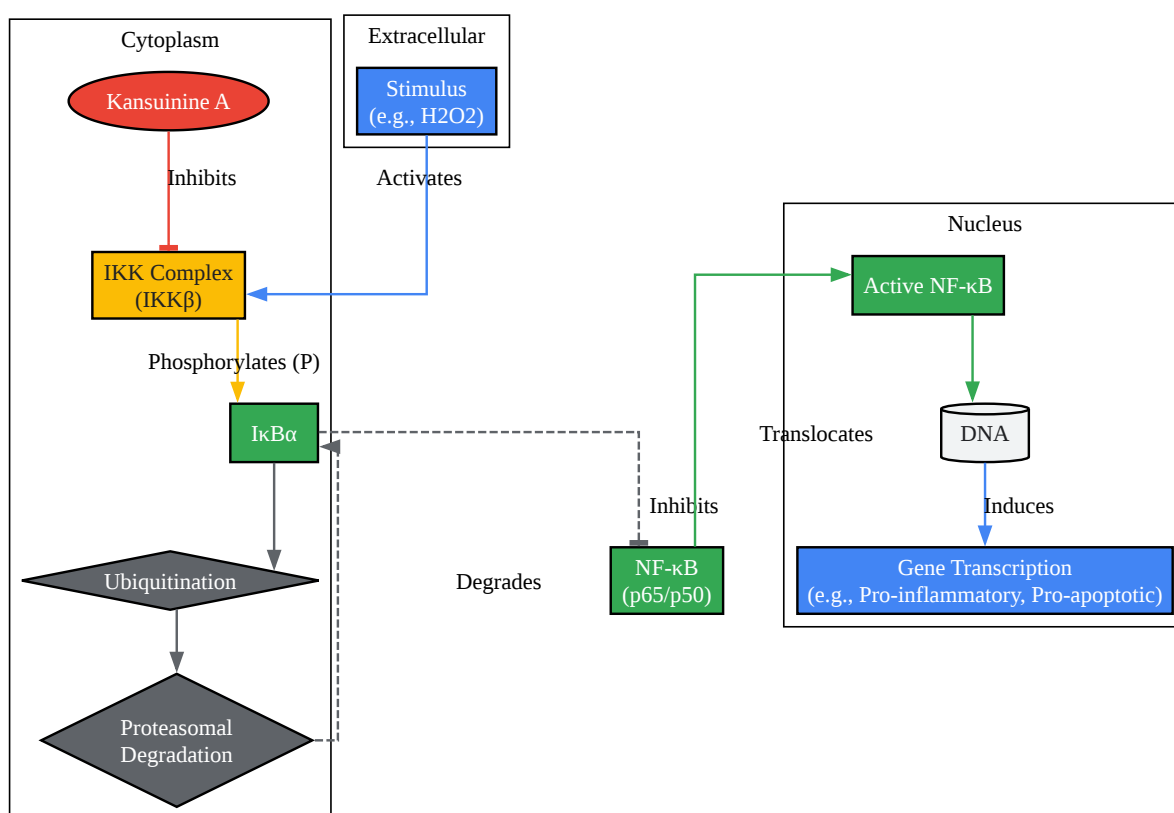 Cytoplasm
Extracellular
Kansuinine A
Stimulus
(e.g., H2O2)
Inhibits
Activates
Nucleus
IKK Complex
(IKKβ)
Active NF-κB
Phosphorylates (P)
IκBα
Translocates
DNA
Inhibits
Induces
Ubiquitination
Degrades
NF-κB
(p65/p50)
Gene Transcription
(e.g., Pro-inflammatory, Pro-apoptotic)
Proteasomal
Degradation